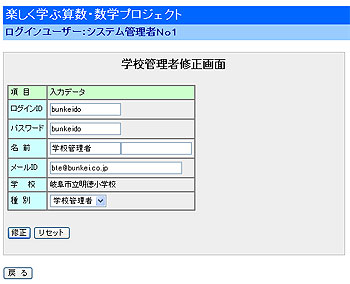 楽しく学ぶ算数・数学プロジェクト
ログインユーザー：システム管理者No1
学校管理者修正画面
項 目 入力データ
ログインID bunkeido
パスワード bunkeido
名 前 学校管理者
メールID bte@bunkei.co.jp
学 校 岐阜市立明徳小学校
種 別 学校管理者
修正 リセット
戻 る